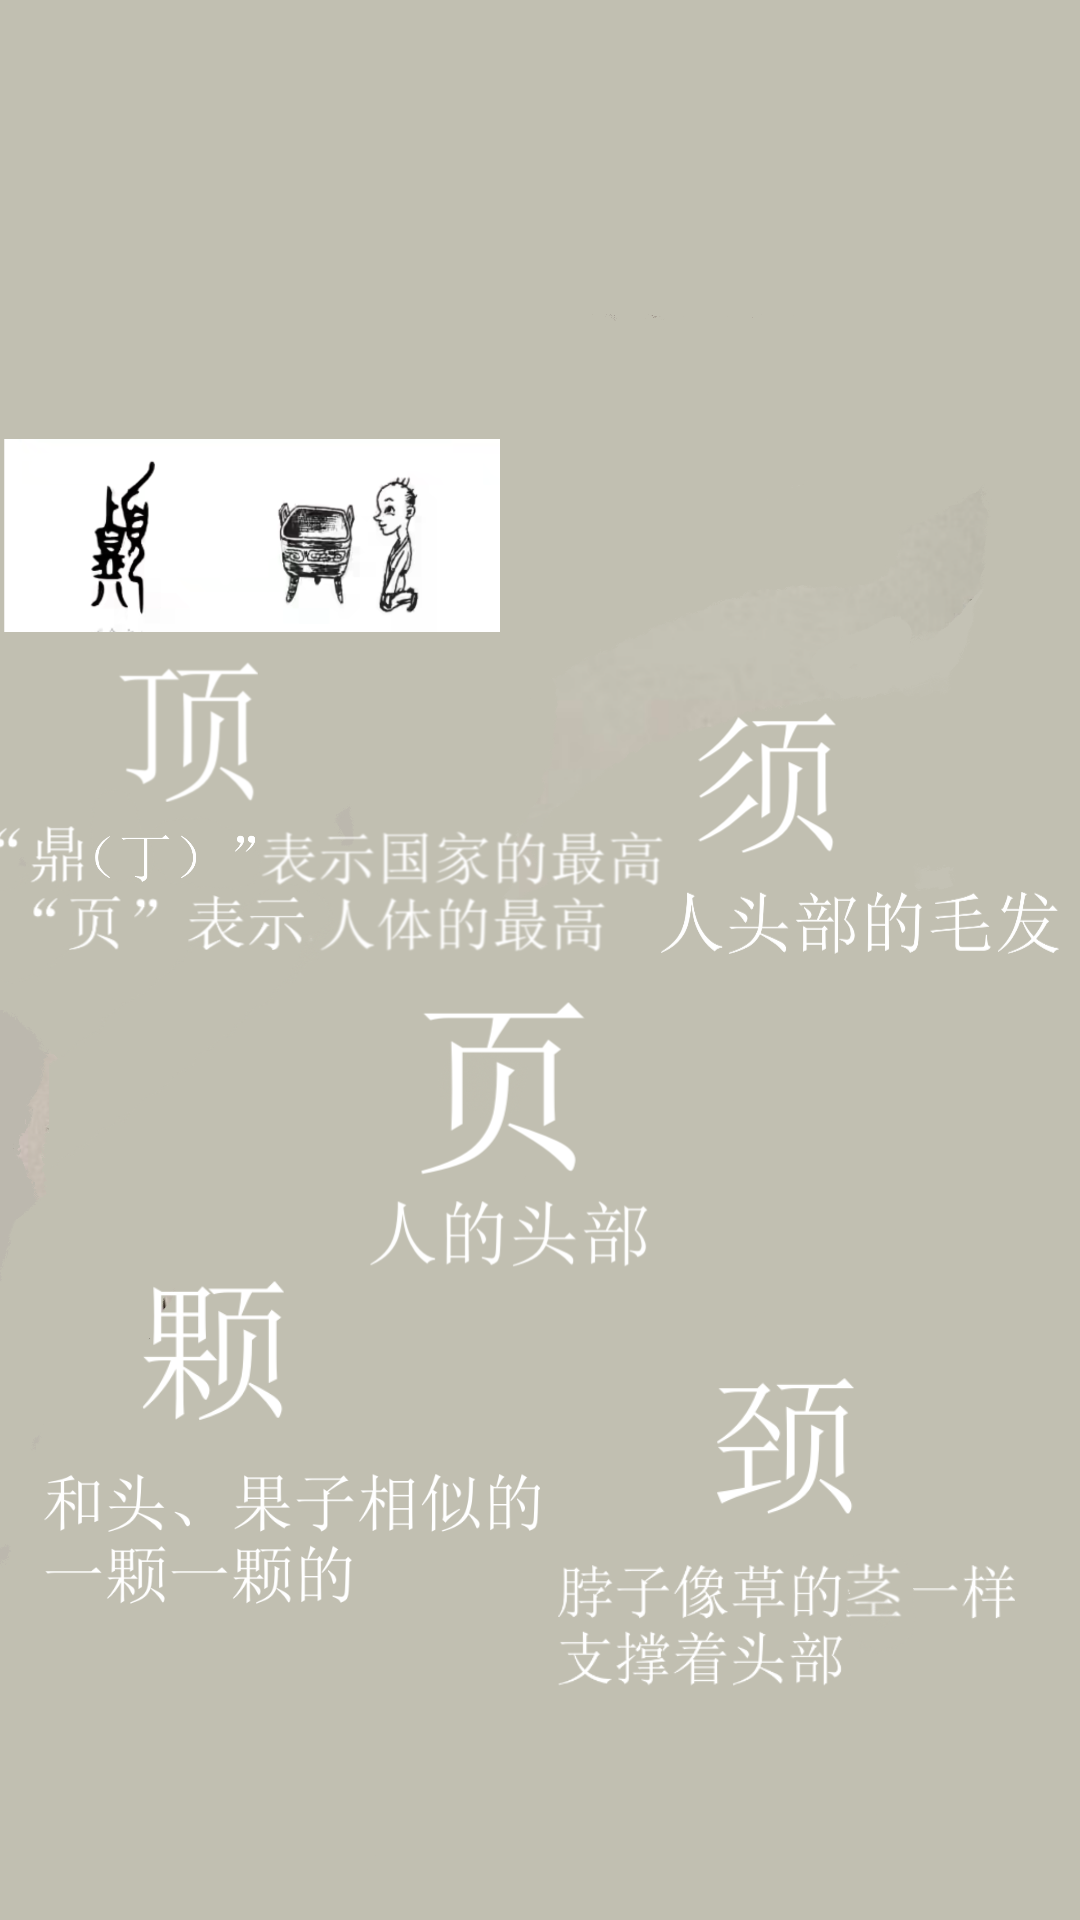 顶
“鼎（丁）”表示国家的最高
“页”表示人体的最高
须
人头部的毛发
页
人的头部
颗
和头、果子相似的
一颗一颗的
颈
脖子像草的茎一样
支撑着头部